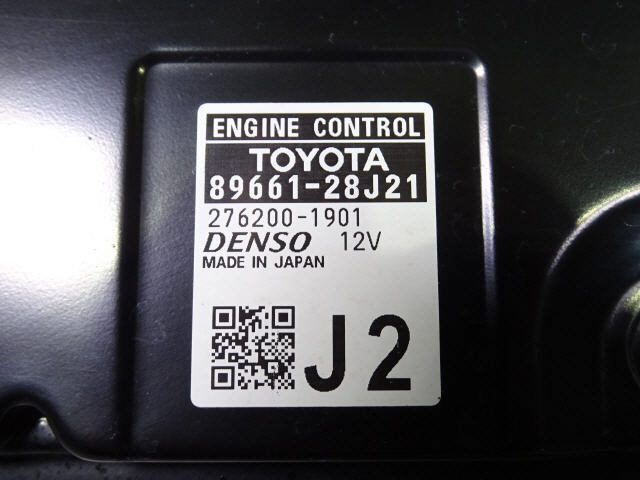 ENGINE CONTROL
TOYOTA
89661-28J21
276200-1901
DENSO 12V
MADE IN JAPAN
J2